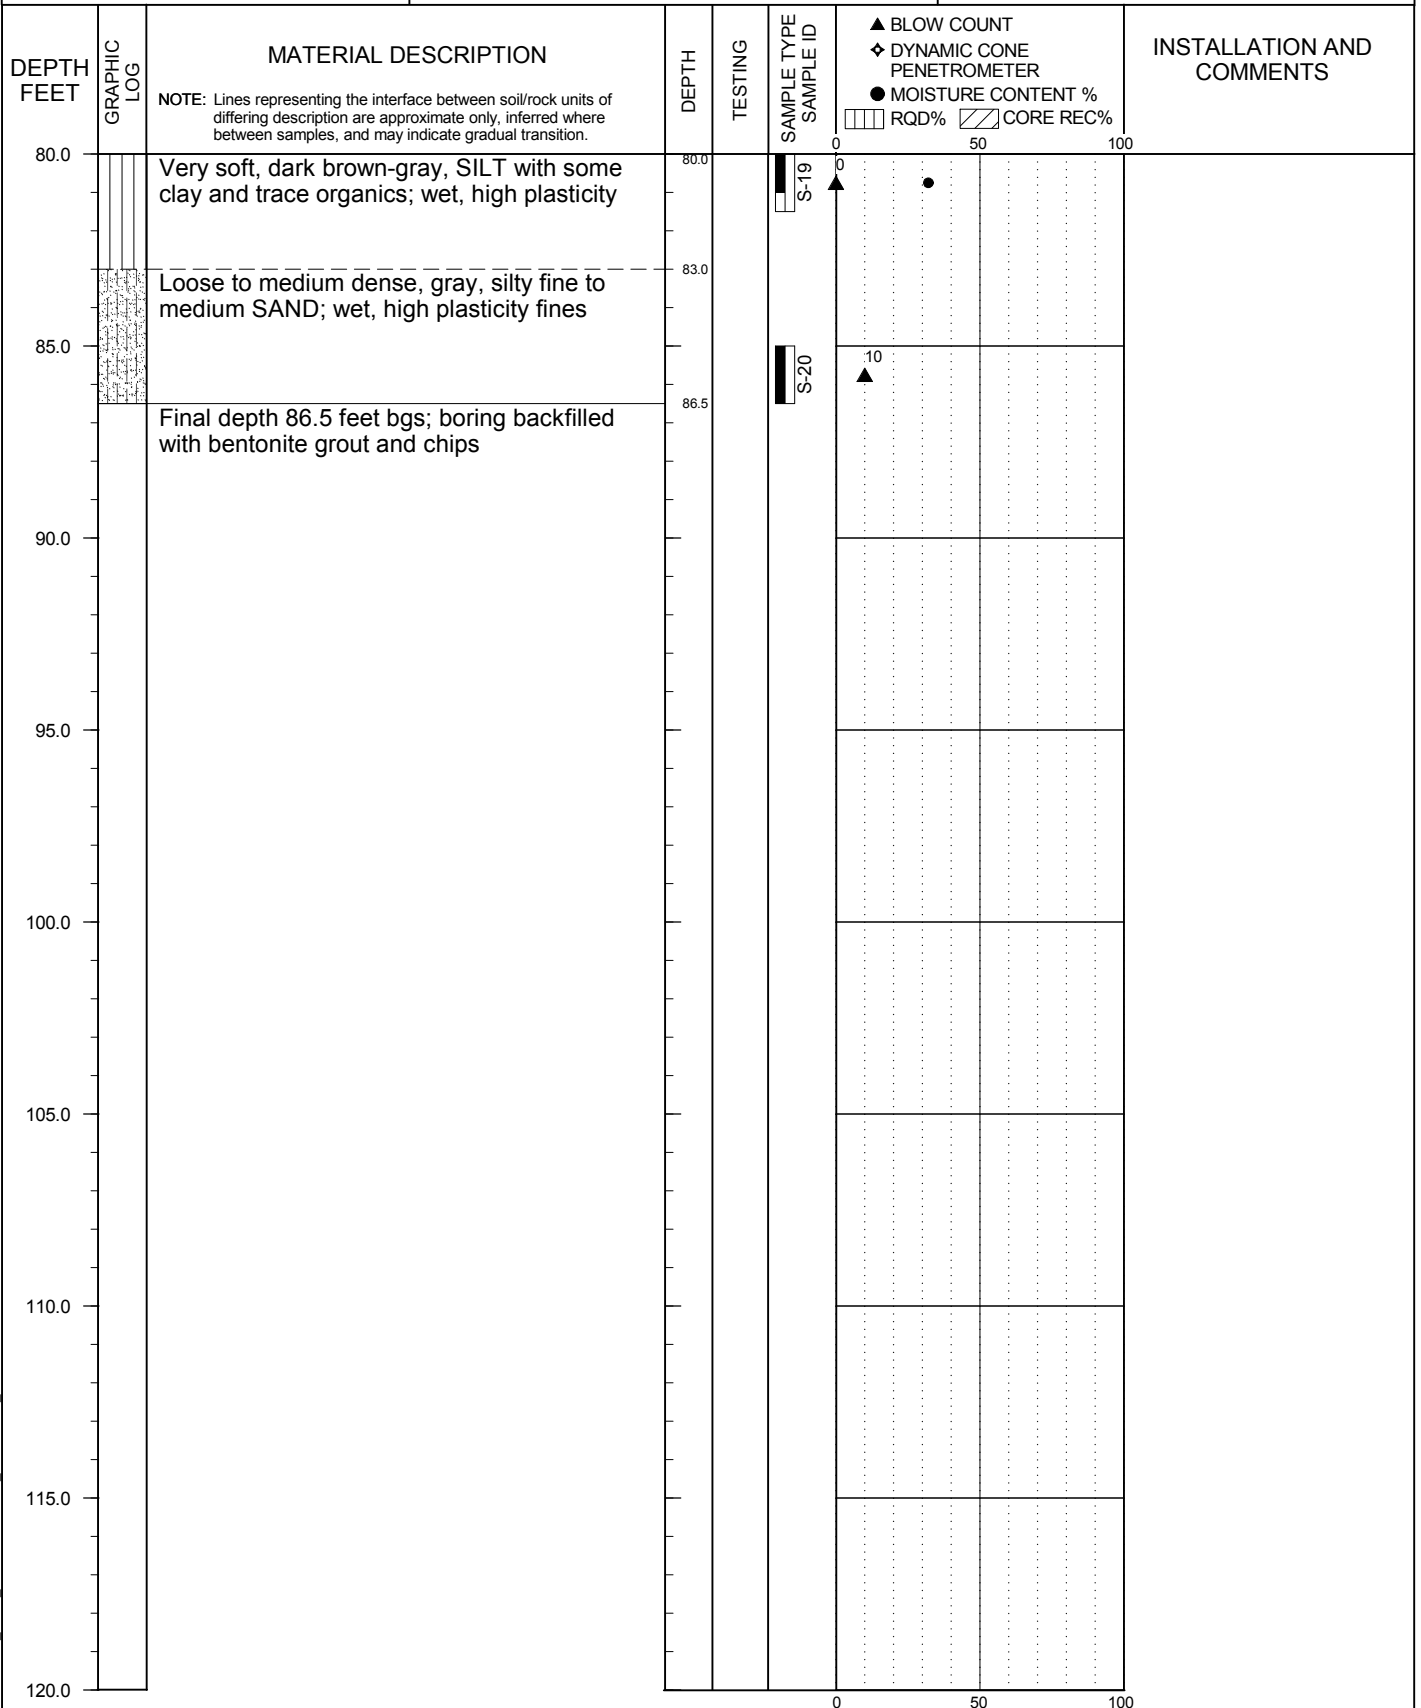 DEPTH
FEET
GRAPHIC
LOG
MATERIAL DESCRIPTION
NOTE: Lines representing the interface between soil/rock units of
differing description are approximate only, inferred where
between samples, and may indicate gradual transition.
DEPTH
TESTING
SAMPLE TYPE
SAMPLE ID
▲ BLOW COUNT
DYNAMIC CONE
PENETROMETER
● MOISTURE CONTENT %
RQD% CORE REC%
0 50 100
INSTALLATION AND
COMMENTS
80.0
Very soft, dark brown-gray, SILT with some
clay and trace organics; wet, high plasticity
80.0
S-19
0
83.0
Loose to medium dense, gray, silty fine to
medium SAND; wet, high plasticity fines
85.0
S-20
10
86.5
Final depth 86.5 feet bgs; boring backfilled
with bentonite grout and chips
90.0
95.0
100.0
105.0
110.0
115.0
120.0
0 50 100